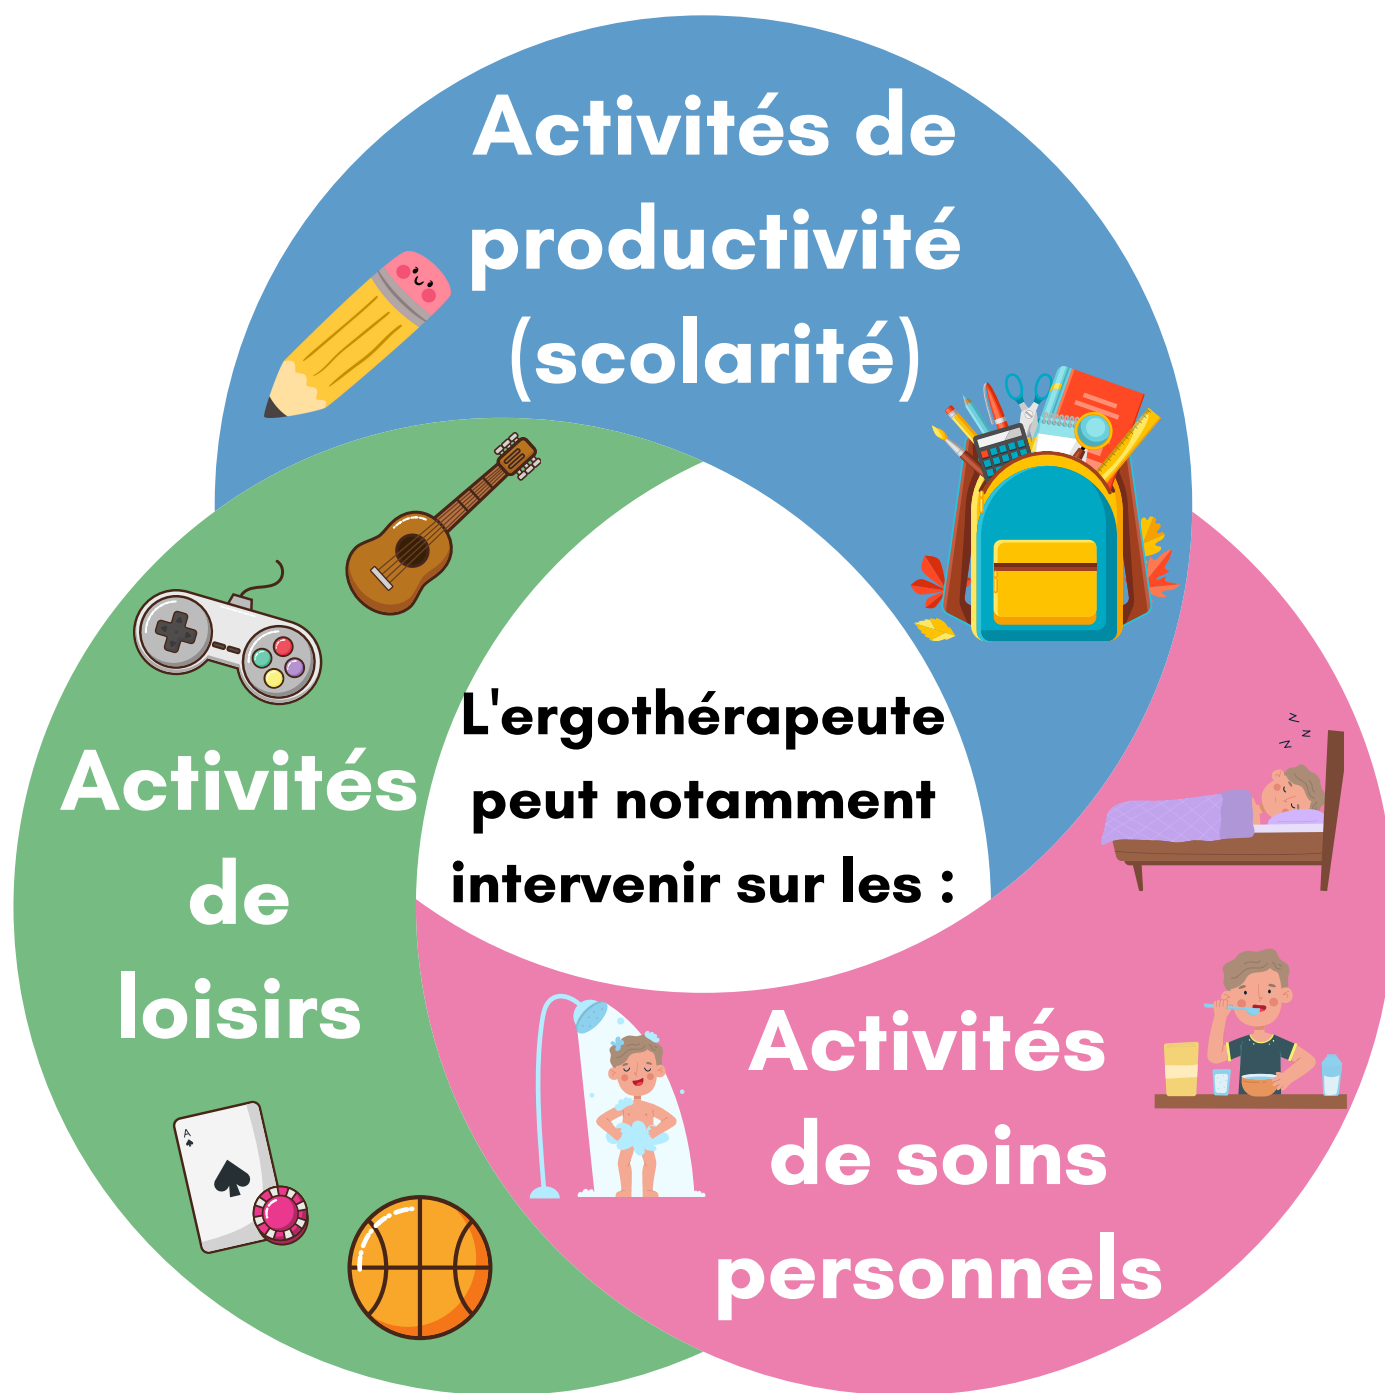 Activités de
productivité
(scolarité)
L'ergothérapeute
peut notamment
intervenir sur les :
Activités
de
loisirs
Activités
de soins
personnels
z
z
z
A